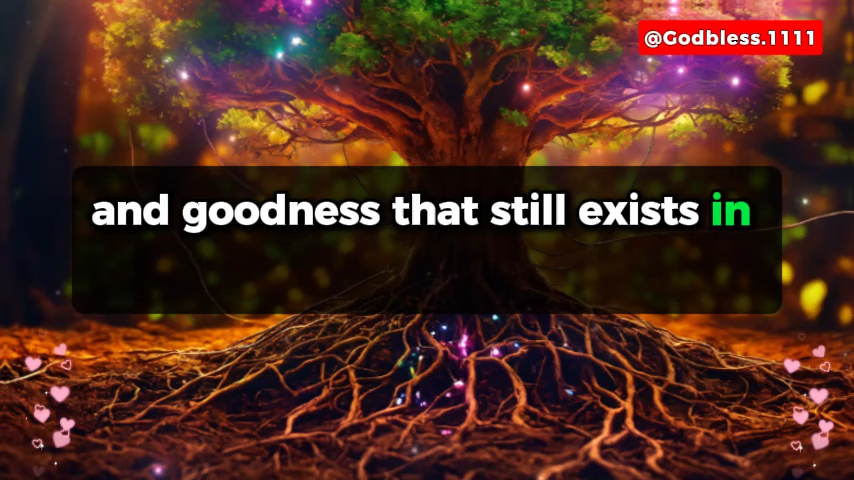 @Godbless.1111
and goodness that still exists in